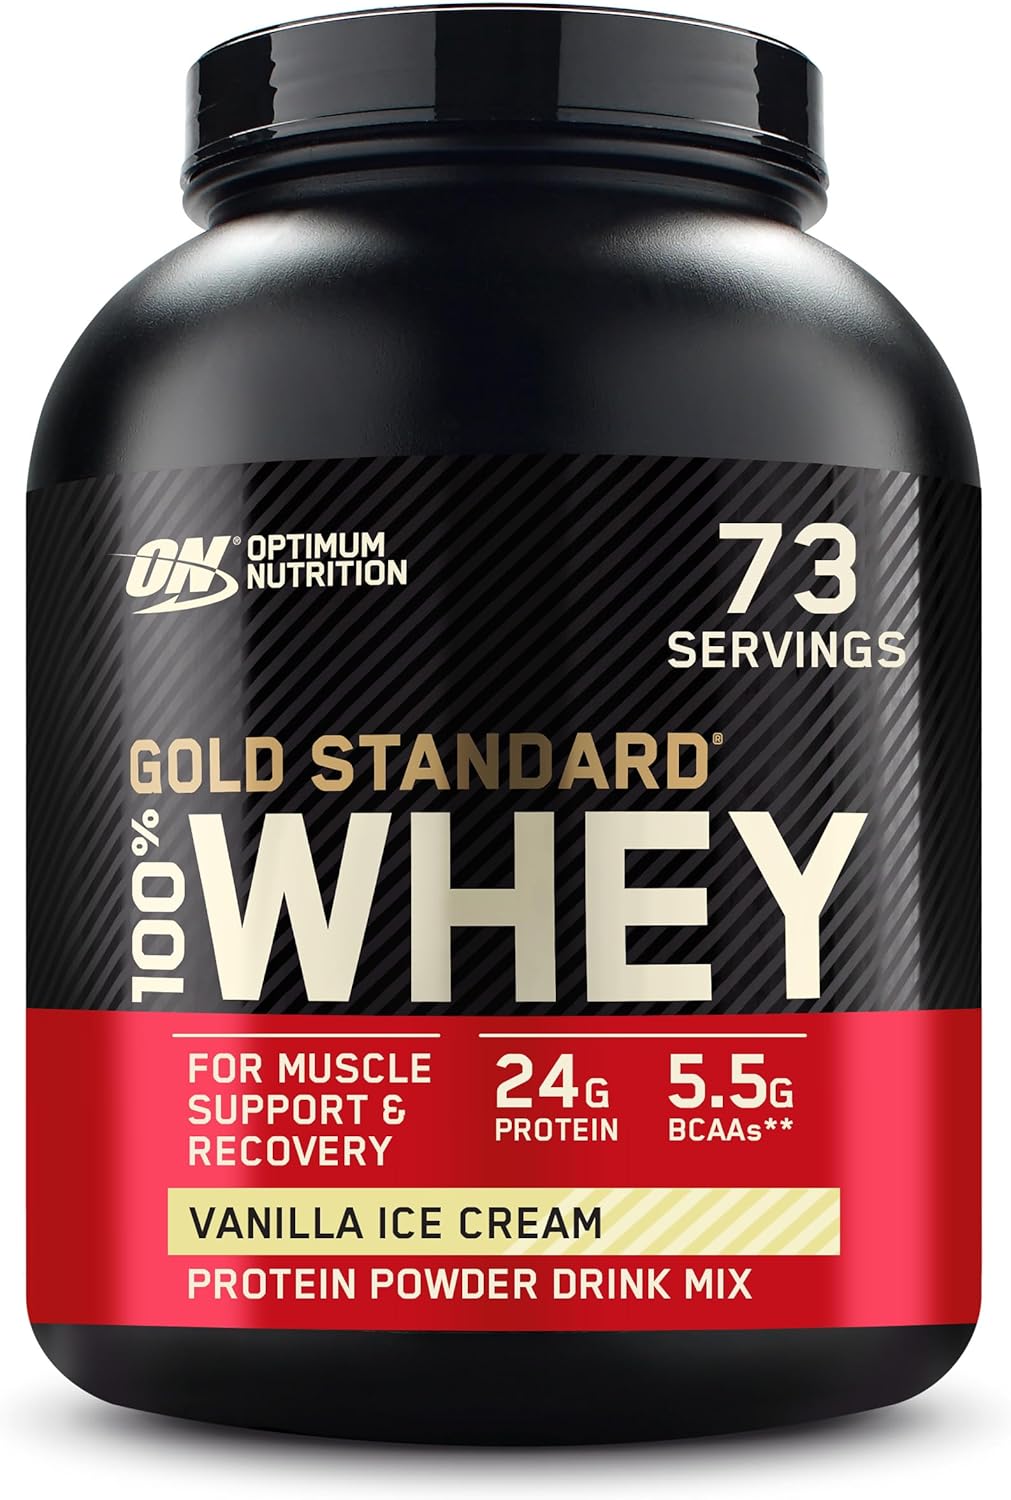 ON® OPTIMUM
NUTRITION
73
SERVINGS
GOLD STANDARD®
100% WHEY
FOR MUSCLE
SUPPORT &
RECOVERY
24G
PROTEIN
5.5G
BCAAs**
VANILLA ICE CREAM
PROTEIN POWDER DRINK MIX